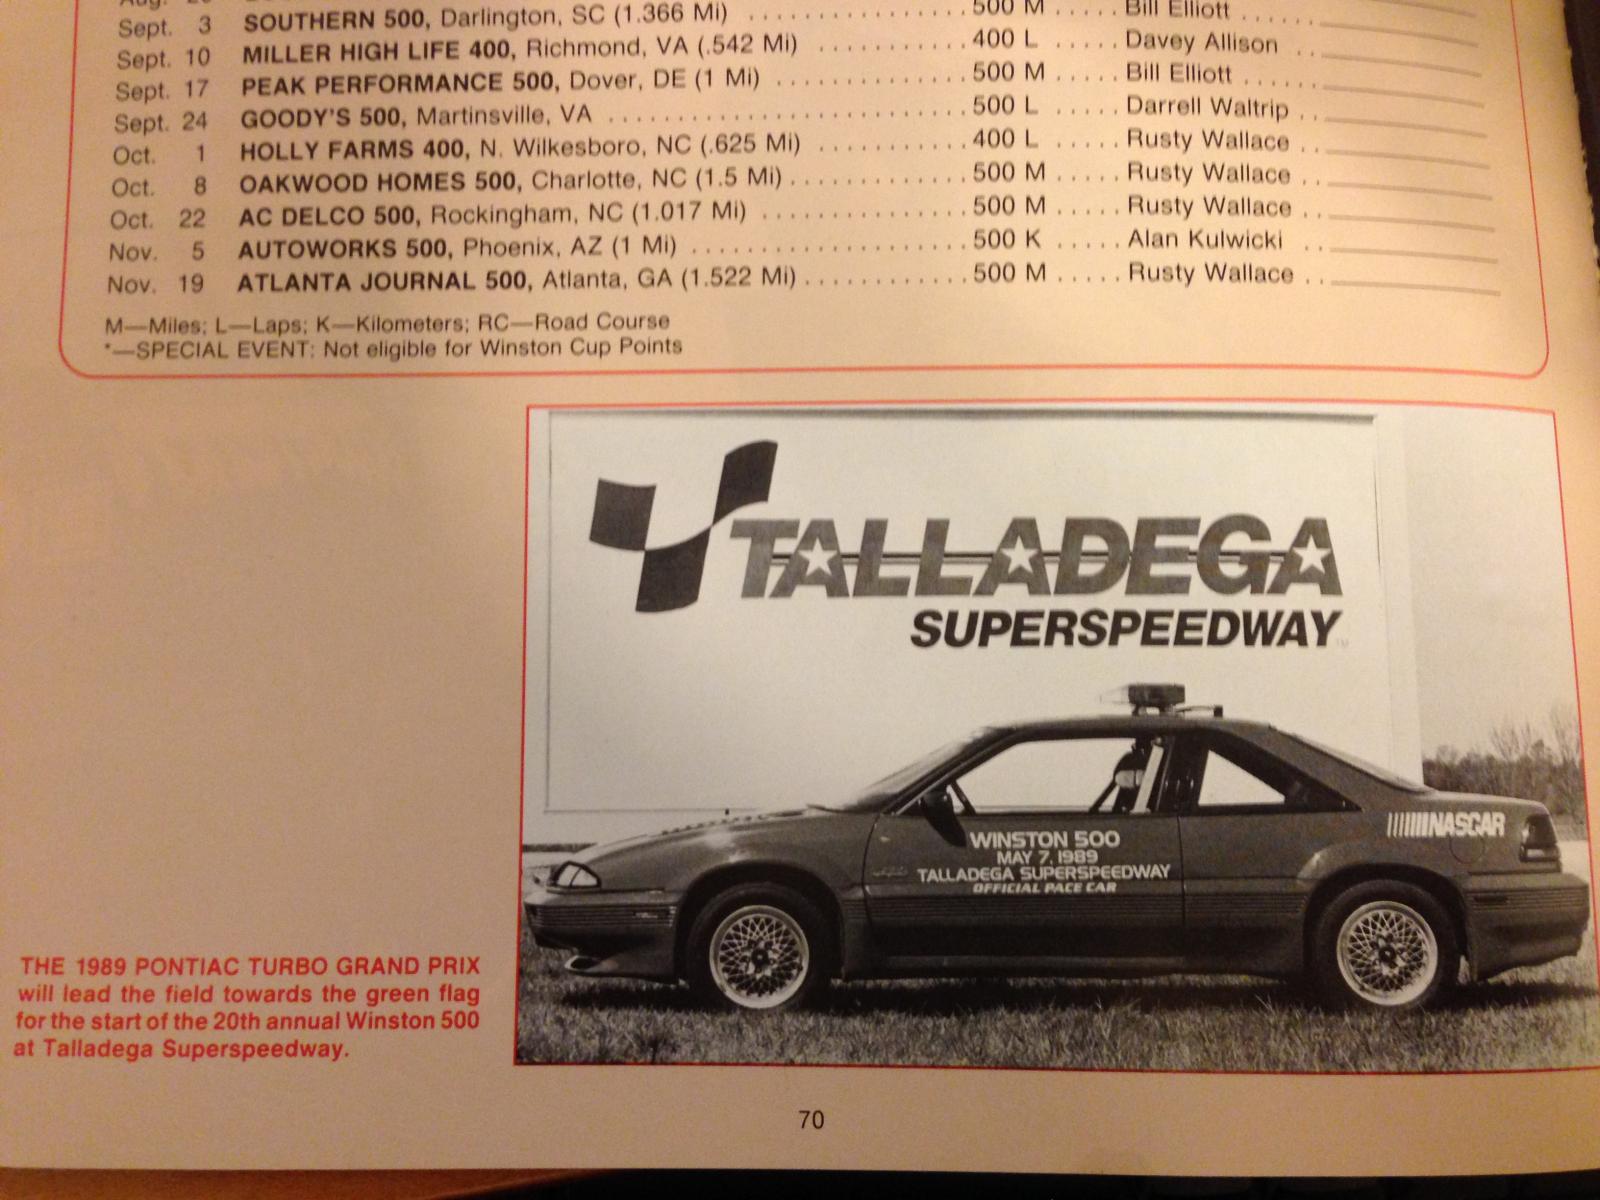 Sept. 3 SOUTHERN 500, Darlington, SC (1.366 Mi) .................... 500 M ..... Bill Elliott ......
Sept. 10 MILLER HIGH LIFE 400, Richmond, VA (.542 Mi) ............. 400 L ..... Davey Allison ..
Sept. 17 PEAK PERFORMANCE 500, Dover, DE (1 Mi) .................. 500 M ..... Bill Elliott ......
Sept. 24 GOODY'S 500, Martinsville, VA ............................... 500 L ..... Darrell Waltrip ..
Oct. 1 HOLLY FARMS 400, N. Wilkesboro, NC (.625 Mi) ............. 400 L ..... Rusty Wallace ..
Oct. 8 OAKWOOD HOMES 500, Charlotte, NC (1.5 Mi) ............... 500 M ..... Rusty Wallace ..
Oct. 22 AC DELCO 500, Rockingham, NC (1.017 Mi) .................. 500 M ..... Rusty Wallace ..
Nov. 5 AUTOWORKS 500, Phoenix, AZ (1 Mi) ........................ 500 K ..... Alan Kulwicki ..
Nov. 19 ATLANTA JOURNAL 500, Atlanta, GA (1.522 Mi) .............. 500 M ..... Rusty Wallace ..
M—Miles; L—Laps; K—Kilometers; RC—Road Course
*—SPECIAL EVENT: Not eligible for Winston Cup Points
TALLADEGA
SUPERSPEEDWAY
WINSTON 500
MAY 7, 1989
TALLADEGA SUPERSPEEDWAY
OFFICIAL PACE CAR
NASCAR
THE 1989 PONTIAC TURBO GRAND PRIX
will lead the field towards the green flag
for the start of the 20th annual Winston 500
at Talladega Superspeedway.
70